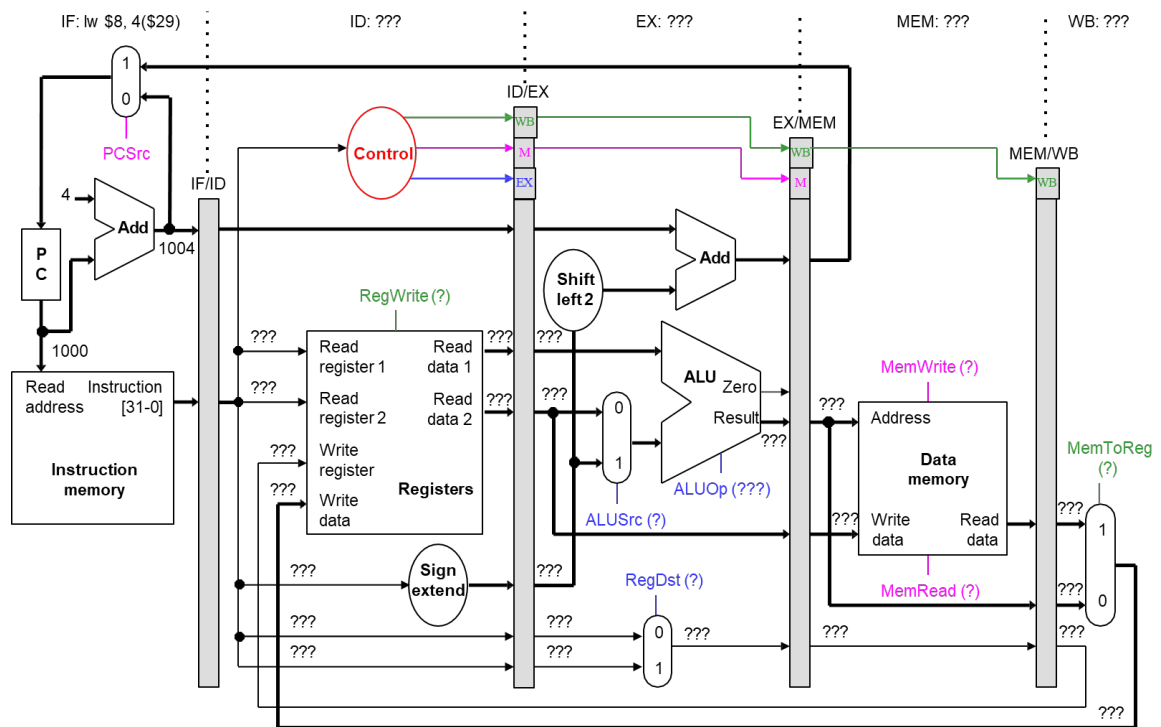 IF: lw $8, 4($29)
ID: ???
EX: ???
MEM: ???
WB: ???
1
0
PCSrc
ID/EX
WB
M
EX
Control
EX/MEM
WB
M
MEM/WB
WB
IF/ID
4
Add
1004
P
C
1000
Add
Shift
left 2
RegWrite (?)
???
???
???
???
Read
register 1
Read
data 1
Read
register 2
Read
data 2
Write
register
Write
data
Registers
???
???
???
???
0
1
ALUSrc (?)
ALU
Zero
Result
???
ALUOp (???)
Read
address
Instruction
[31-0]
Instruction
memory
MemWrite (?)
???
Address
Data
memory
???
Write
data
Read
data
MemRead (?)
MemToReg
(?)
???
1
???
0
???
Sign
extend
???
RegDst (?)
???
???
0
???
???
???
???
???
1
???